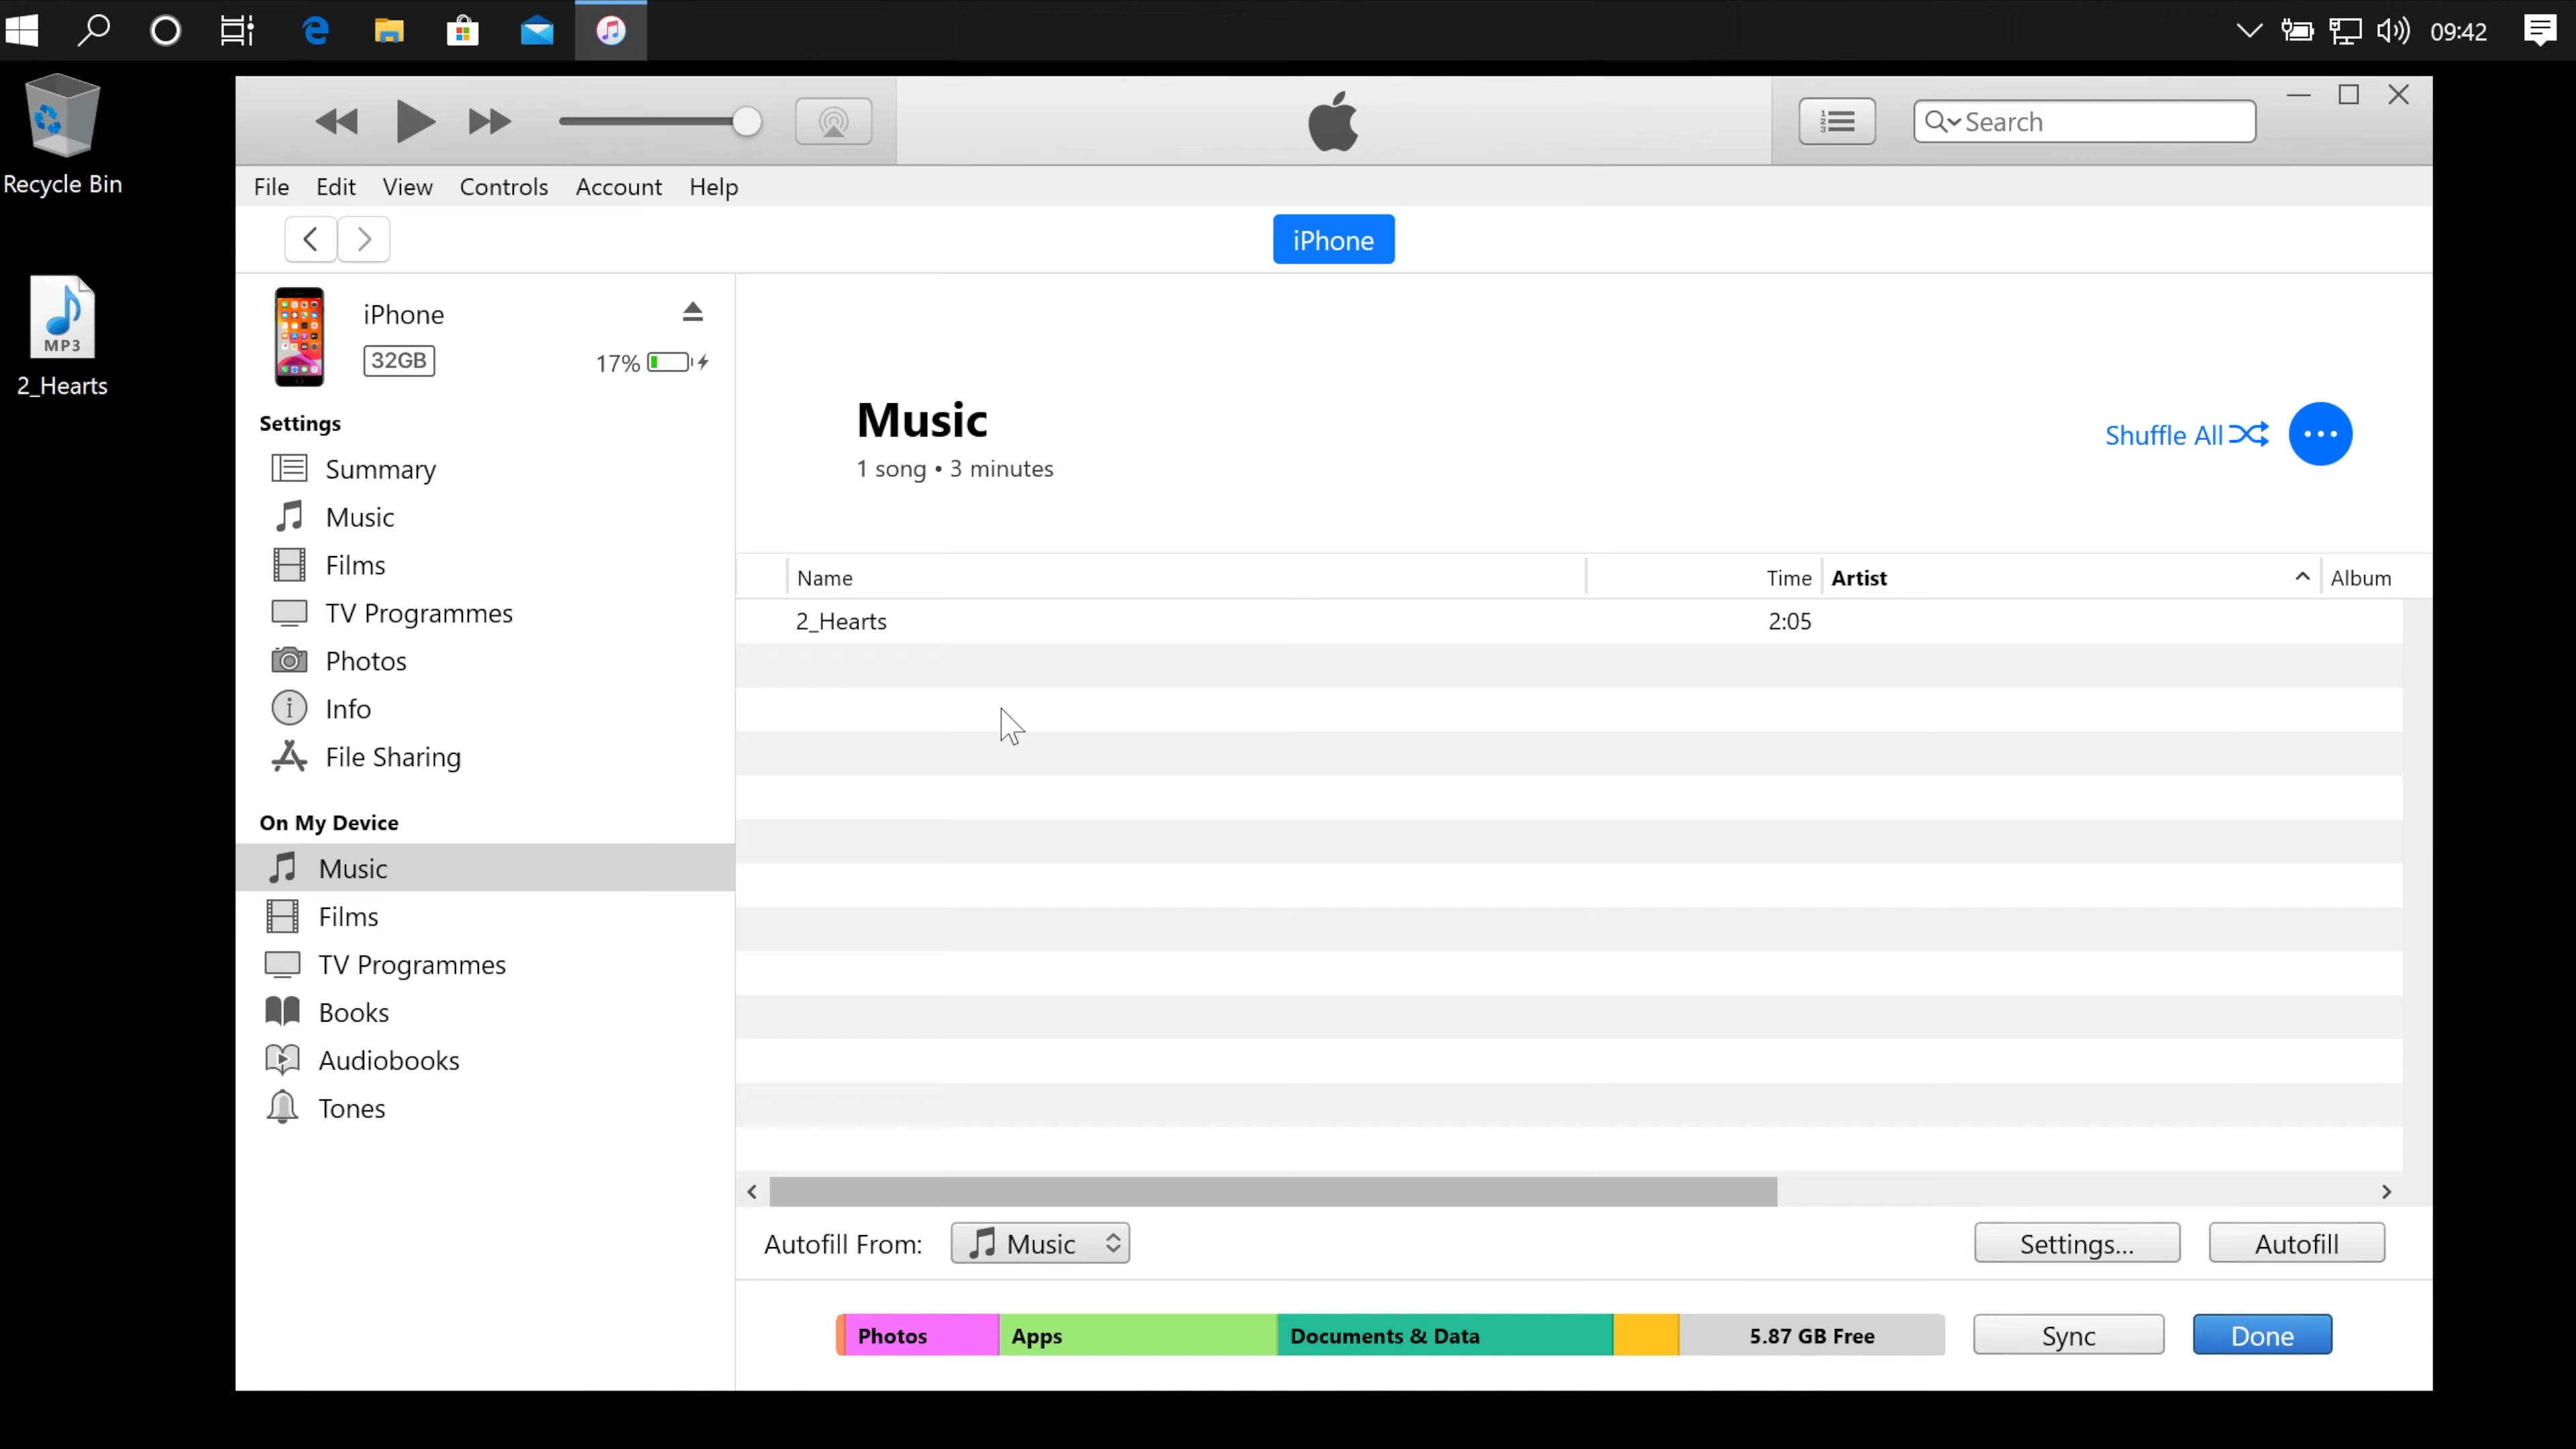 09:42
Recycle Bin
MP3
2_Hearts
Search
File Edit View Controls Account Help
iPhone
iPhone
32GB
17%
Settings
Summary
Music
Films
TV Programmes
Photos
Info
File Sharing
On My Device
Music
Films
TV Programmes
Books
Audiobooks
Tones
Music
1 song • 3 minutes
Shuffle All
Name Time Artist Album
2_Hearts 2:05
Autofill From: Music Settings... Autofill
Photos Apps Documents & Data 5.87 GB Free Sync Done